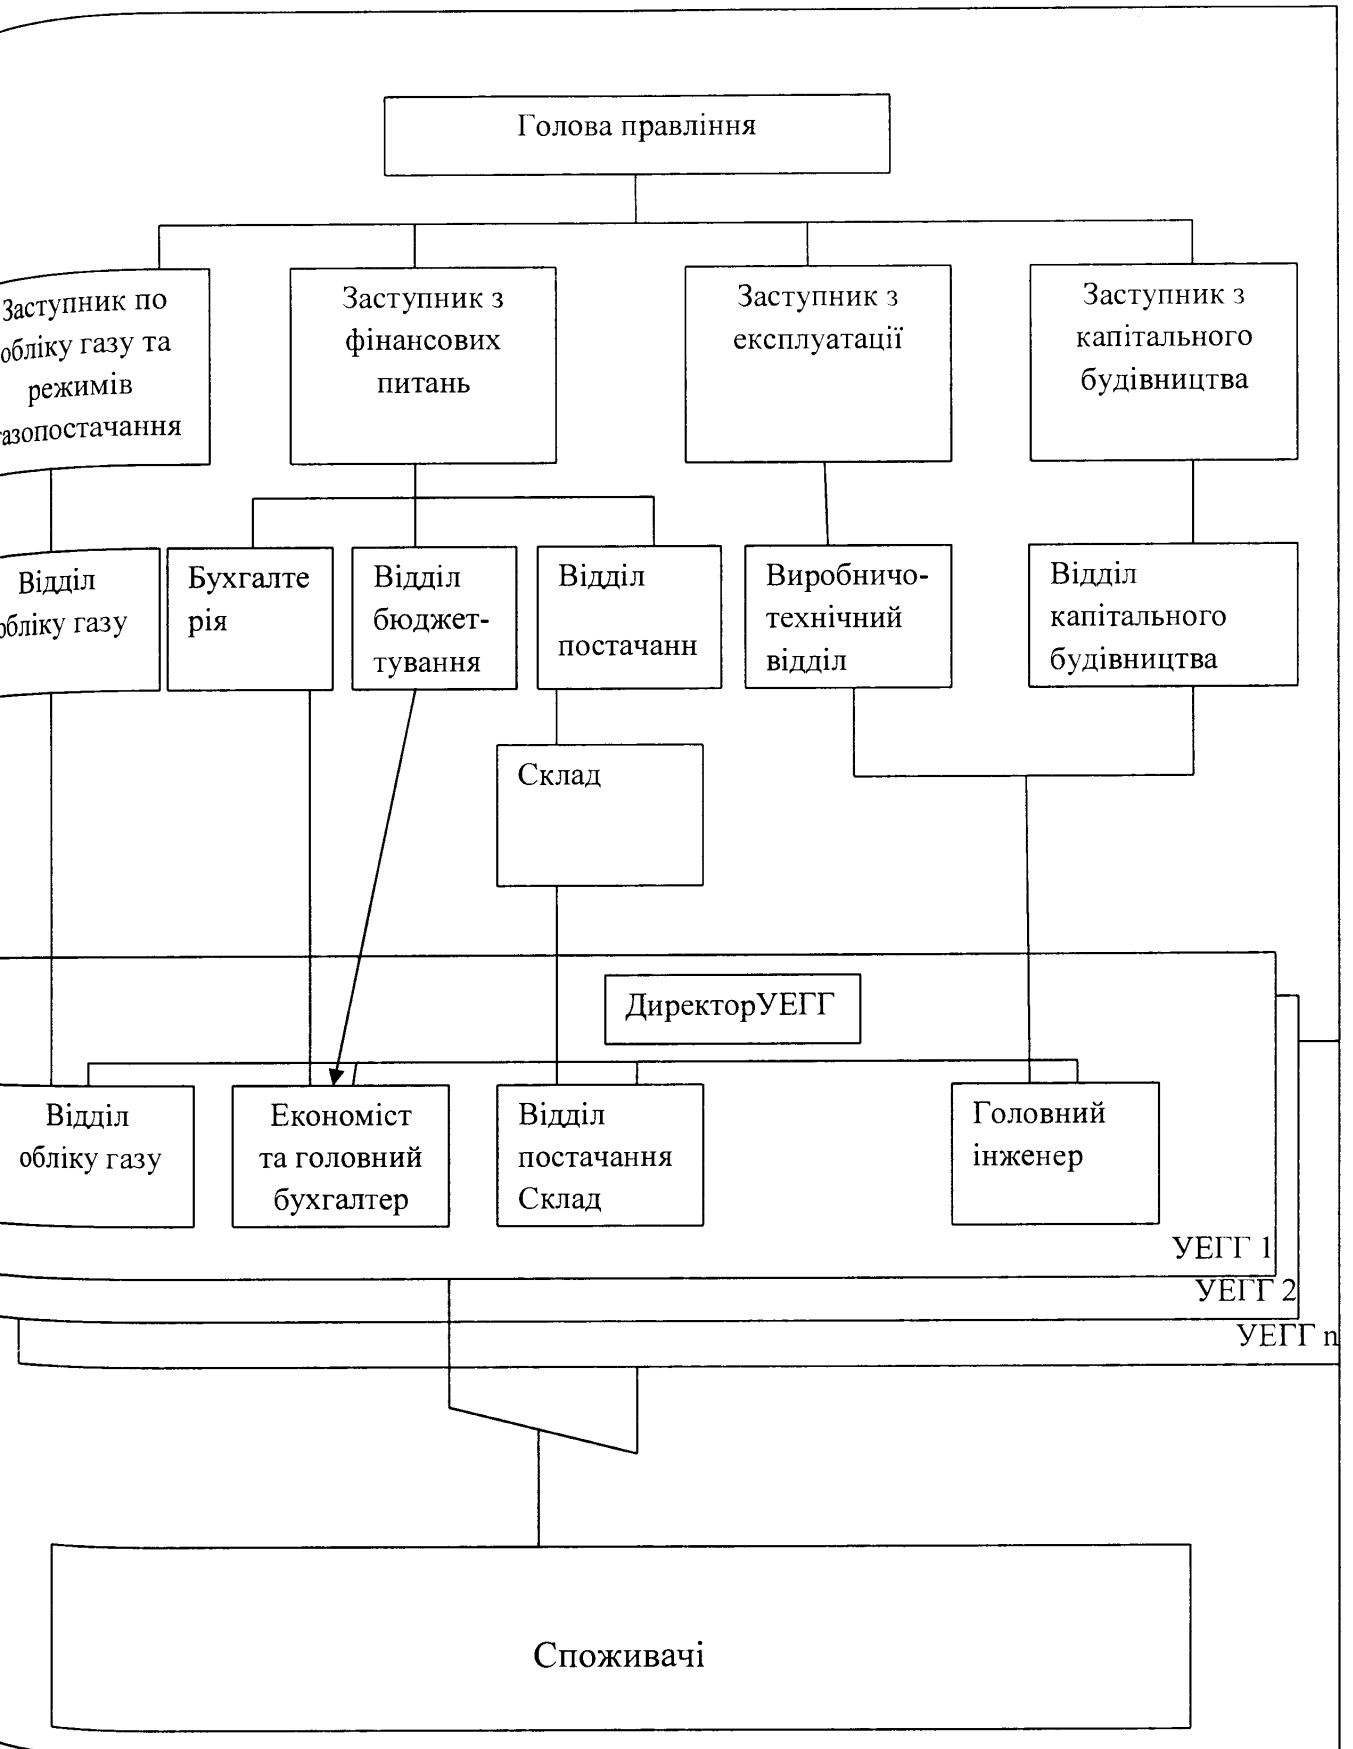 Голова правління
Заступник по
обліку газу та
режимів
газопостачання
Заступник з
фінансових
питань
Заступник з
експлуатації
Заступник з
капітального
будівництва
Відділ
обліку газу
Бухгалте
рія
Відділ
бюджет-
тування
Відділ
постачанн
Виробничо-
технічний
відділ
Відділ
капітального
будівництва
Склад
ДиректорУЕГГ
Відділ
обліку газу
Економіст
та головний
бухгалтер
Відділ
постачання
Склад
Головний
інженер
УЕГГ 1
УЕГГ 2
УЕГГ n
Споживачі